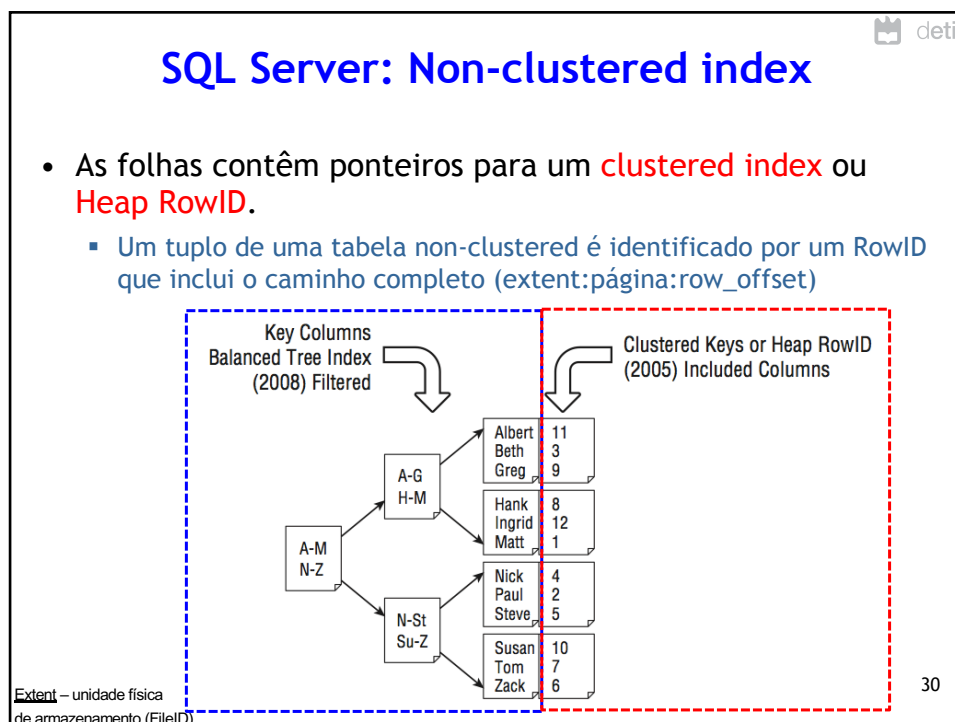 deti
SQL Server: Non-clustered index
• As folhas contêm ponteiros para um clustered index ou
Heap RowID.
▪ Um tuplo de uma tabela non-clustered é identificado por um RowID
que inclui o caminho completo (extent:página:row_offset)
Key Columns
Balanced Tree Index
(2008) Filtered
Clustered Keys or Heap RowID
(2005) Included Columns
A-M
N-Z
A-G
H-M
N-St
Su-Z
Albert 11
Beth 3
Greg 9
Hank 8
Ingrid 12
Matt 1
Nick 4
Paul 2
Steve 5
Susan 10
Tom 7
Zack 6
Extent – unidade física
de armazenamento (FileID)
30